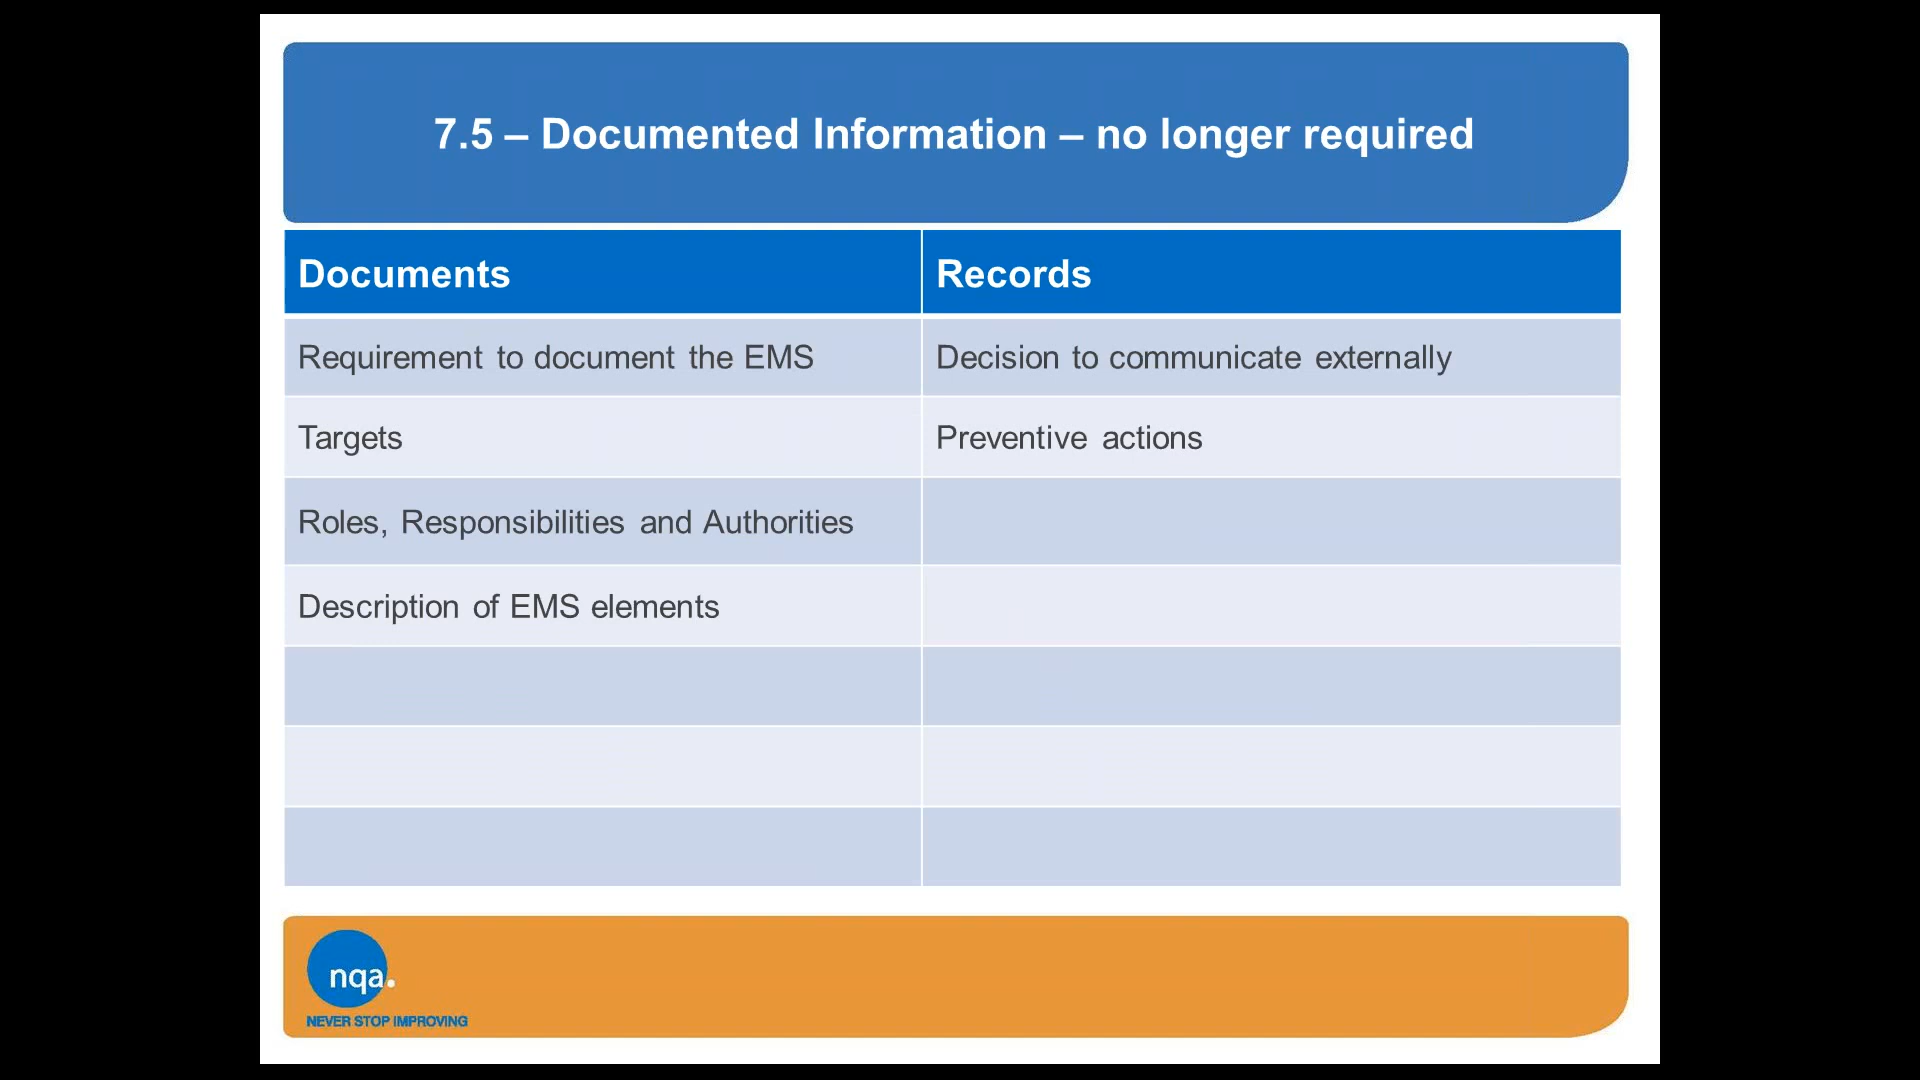 7.5 – Documented Information – no longer required
Documents Records
Requirement to document the EMS Decision to communicate externally
Targets Preventive actions
Roles, Responsibilities and Authorities
Description of EMS elements
nqa.
NEVER STOP IMPROVING